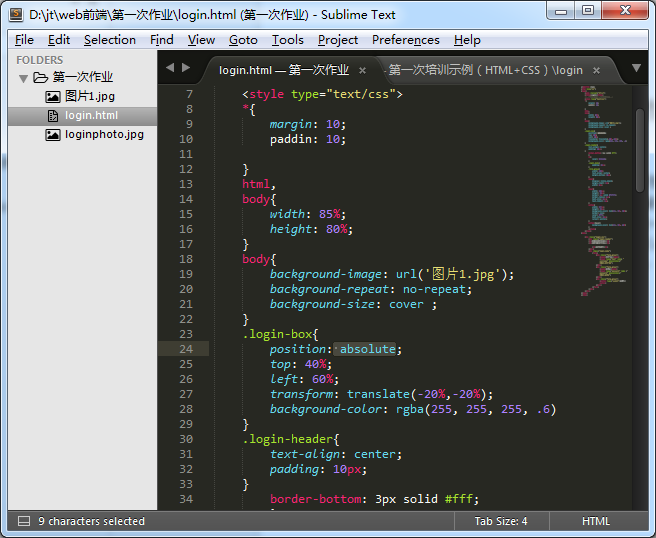 D:\jt\web前端\第一次作业\login.html (第一次作业) - Sublime Text
File Edit Selection Find View Goto Tools Project Preferences Help
FOLDERS
第一次作业
图片1.jpg
login.html
loginphoto.jpg
login.html — 第一次作业 × - 第一次培训示例（HTML+CSS）\login ×
7 <style type="text/css">
8 *{
9 margin: 10;
10 paddin: 10;
11
12 }
13 html,
14 body{
15 width: 85%;
16 height: 80%;
17 }
18 body{
19 background-image: url('图片1.jpg');
20 background-repeat: no-repeat;
21 background-size: cover ;
22 }
23 .login-box{
24 position: absolute;
25 top: 40%;
26 left: 60%;
27 transform: translate(-20%,-20%);
28 background-color: rgba(255, 255, 255, .6)
29 }
30 .login-header{
31 text-align: center;
32 padding: 10px;
33 }
34 border-bottom: 3px solid #fff;
9 characters selected Tab Size: 4 HTML